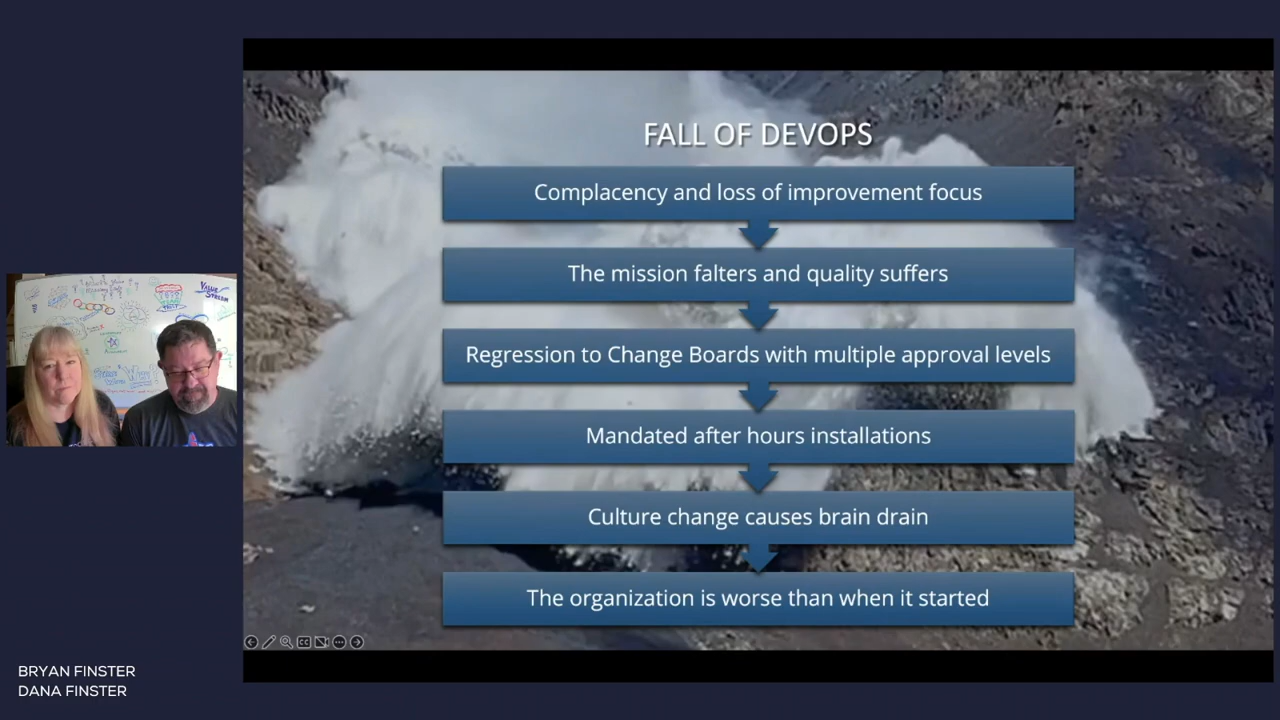 FALL OF DEVOPS
Complacency and loss of improvement focus
The mission falters and quality suffers
Regression to Change Boards with multiple approval levels
Mandated after hours installations
Culture change causes brain drain
The organization is worse than when it started
VALUE
STREAM
BRYAN FINSTER
DANA FINSTER